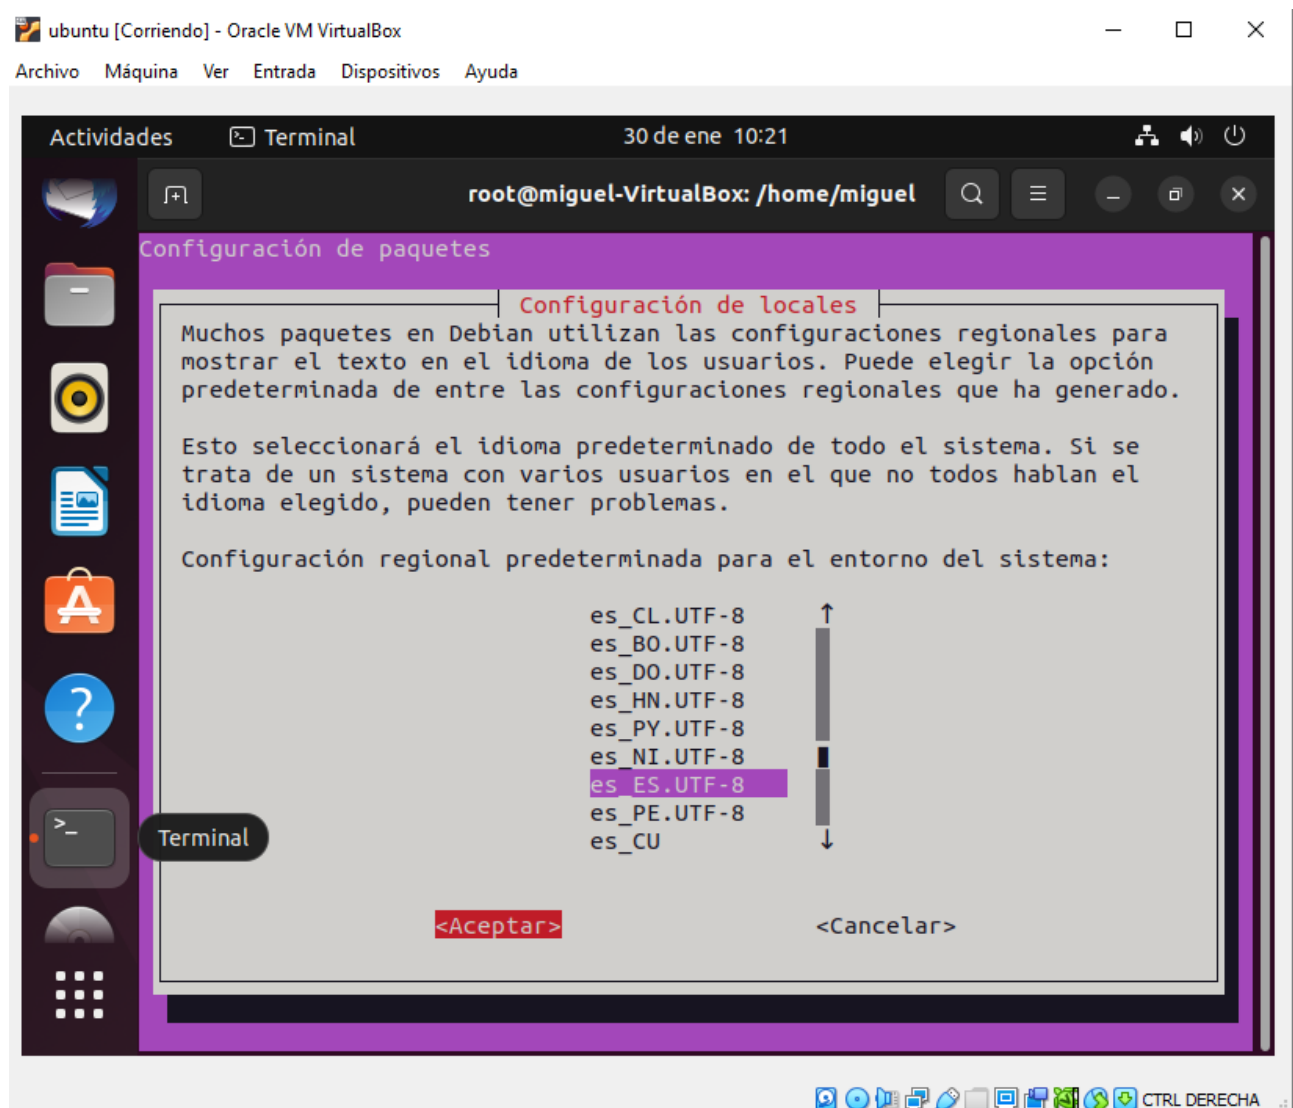 ubuntu [Corriendo] - Oracle VM VirtualBox
Archivo Máquina Ver Entrada Dispositivos Ayuda
Actividades Terminal 30 de ene 10:21
root@miguel-VirtualBox: /home/miguel
Configuración de paquetes
Configuración de locales
Muchos paquetes en Debian utilizan las configuraciones regionales para
mostrar el texto en el idioma de los usuarios. Puede elegir la opción
predeterminada de entre las configuraciones regionales que ha generado.
Esto seleccionará el idioma predeterminado de todo el sistema. Si se
trata de un sistema con varios usuarios en el que no todos hablan el
idioma elegido, pueden tener problemas.
Configuración regional predeterminada para el entorno del sistema:
es_CL.UTF-8
es_BO.UTF-8
es_DO.UTF-8
es_HN.UTF-8
es_PY.UTF-8
es_NI.UTF-8
es_ES.UTF-8
es_PE.UTF-8
Terminal
es_CU
<Aceptar> <Cancelar>
CTRL DERECHA